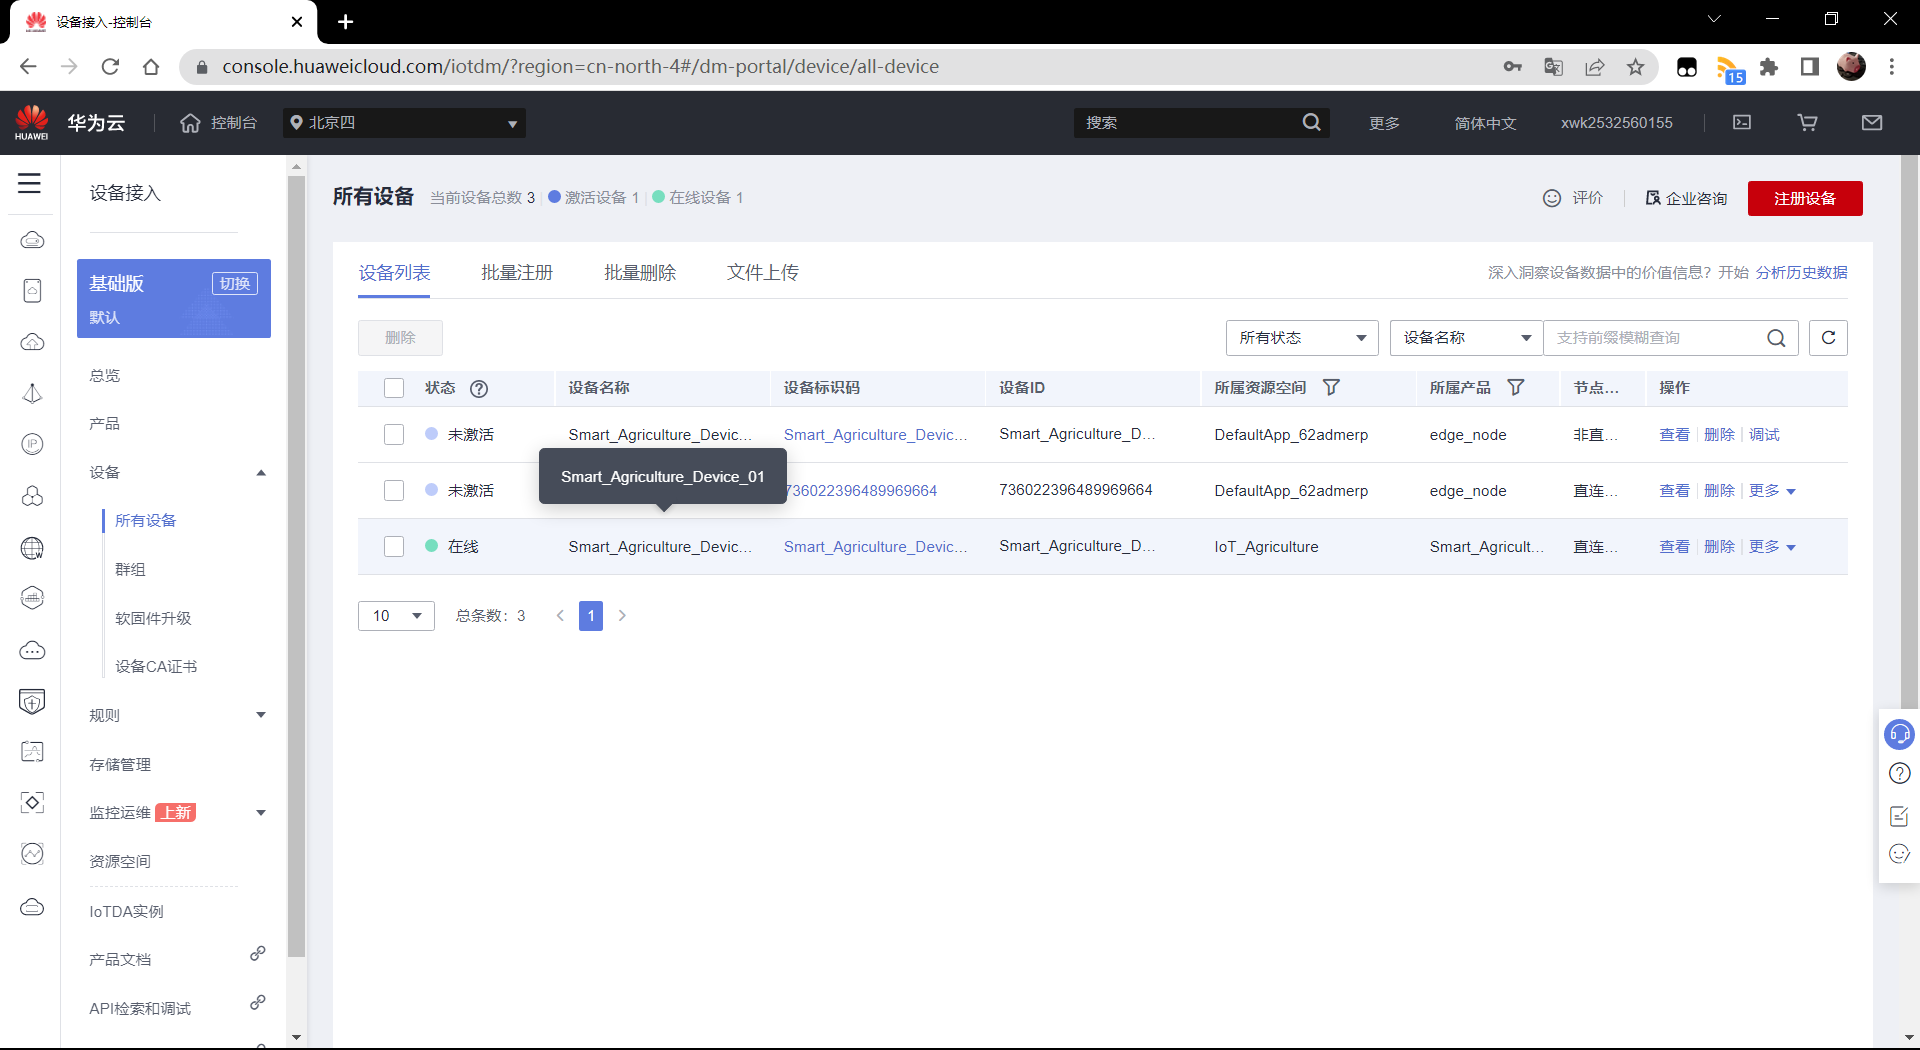 设备接入-控制台
console.huaweicloud.com/iotdm/?region=cn-north-4#/dm-portal/device/all-device
15
HUAWEI
华为云
控制台
北京四
搜索
更多
简体中文
xwk2532560155
设备接入
基础版
切换
默认
总览
产品
设备
所有设备
群组
软固件升级
设备CA证书
规则
存储管理
监控运维 上新
资源空间
IoTDA实例
产品文档
API检索和调试
IP
所有设备 当前设备总数 3 激活设备 1 在线设备 1
评价
企业咨询
注册设备
设备列表 批量注册 批量删除 文件上传
深入洞察设备数据中的价值信息？开始 分析历史数据
删除
所有状态
设备名称
支持前缀模糊查询
状态 设备名称 设备标识码 设备ID 所属资源空间 所属产品 节点... 操作
未激活 Smart_Agriculture_Devic... Smart_Agriculture_Devic... Smart_Agriculture_D... DefaultApp_62admerp edge_node 非直... 查看 删除 调试
Smart_Agriculture_Device_01
未激活 736022396489969664 736022396489969664 DefaultApp_62admerp edge_node 直连... 查看 删除 更多
在线 Smart_Agriculture_Devic... Smart_Agriculture_Devic... Smart_Agriculture_D... IoT_Agriculture Smart_Agricult... 直连... 查看 删除 更多
10 总条数：3 < 1 >